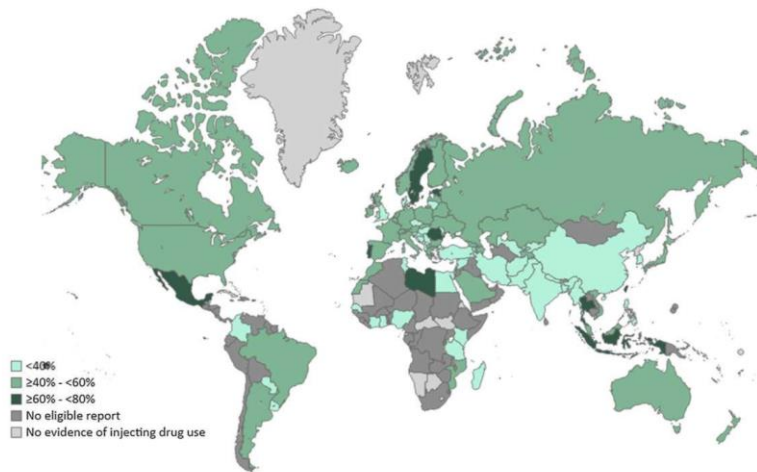 <40%
≥40% - <60%
≥60% - <80%
No eligible report
No evidence of injecting drug use